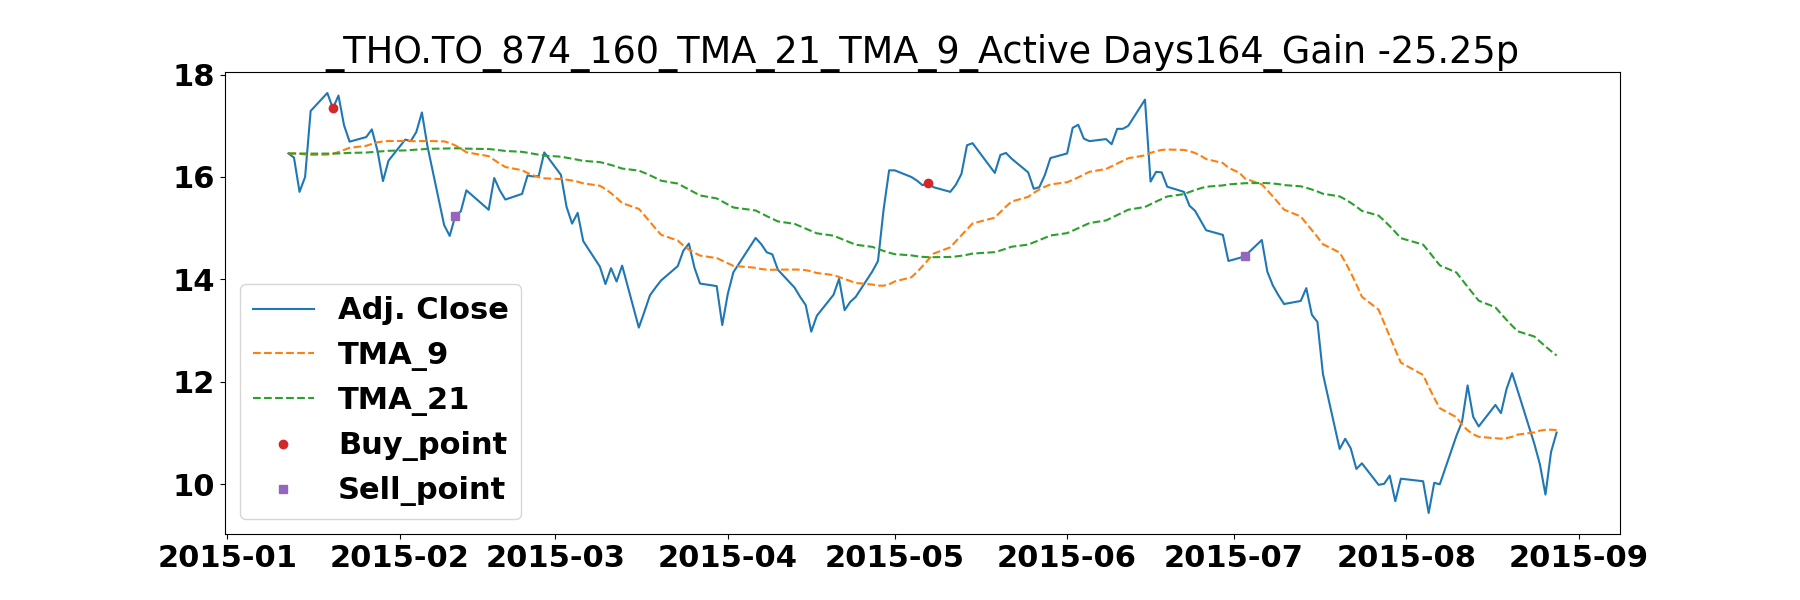 _THO.TO_874_160_TMA_21_TMA_9_Active Days164_Gain -25.25p
18
16
14
12
10
Adj. Close
TMA_9
TMA_21
Buy_point
Sell_point
2015-01 2015-02 2015-03 2015-04 2015-05 2015-06 2015-07 2015-08 2015-09